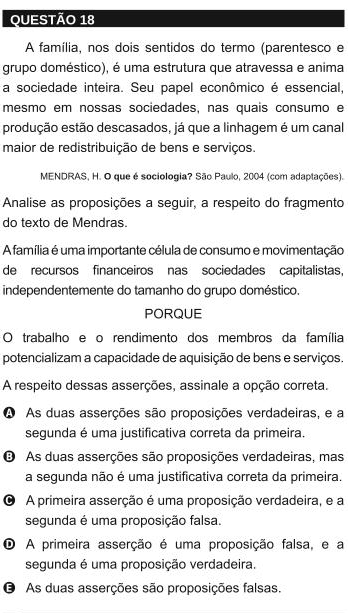 QUESTÃO 18
A família, nos dois sentidos do termo (parentesco e
grupo doméstico), é uma estrutura que atravessa e anima
a sociedade inteira. Seu papel econômico é essencial,
mesmo em nossas sociedades, nas quais consumo e
produção estão descasados, já que a linhagem é um canal
maior de redistribuição de bens e serviços.
MENDRAS, H. O que é sociologia? São Paulo, 2004 (com adaptações).
Analise as proposições a seguir, a respeito do fragmento
do texto de Mendras.
A família é uma importante célula de consumo e movimentação
de recursos financeiros nas sociedades capitalistas,
independentemente do tamanho do grupo doméstico.
PORQUE
O trabalho e o rendimento dos membros da família
potencializam a capacidade de aquisição de bens e serviços.
A respeito dessas asserções, assinale a opção correta.
A As duas asserções são proposições verdadeiras, e a
segunda é uma justificativa correta da primeira.
B As duas asserções são proposições verdadeiras, mas
a segunda não é uma justificativa correta da primeira.
C A primeira asserção é uma proposição verdadeira, e a
segunda é uma proposição falsa.
D A primeira asserção é uma proposição falsa, e a
segunda é uma proposição verdadeira.
E As duas asserções são proposições falsas.